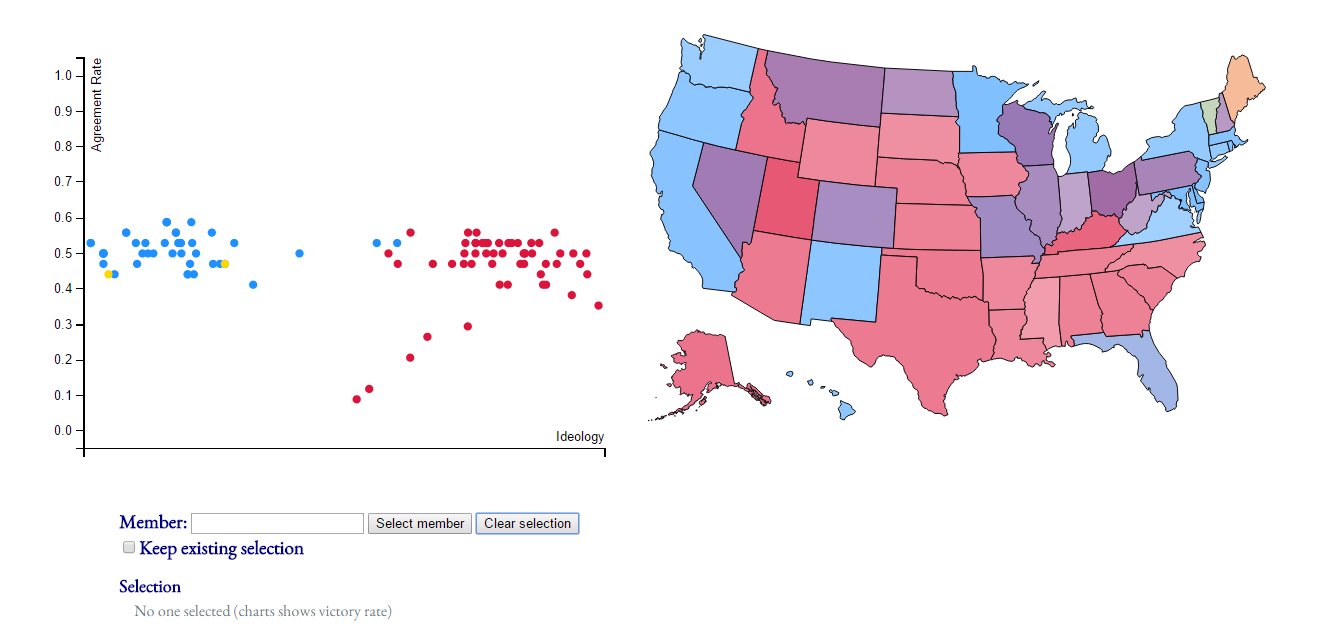 Agreement Rate
1.0
0.9
0.8
0.7
0.6
0.5
0.4
0.3
0.2
0.1
0.0
Ideology
Member: Select member Clear selection
Keep existing selection
Selection
No one selected (charts shows victory rate)